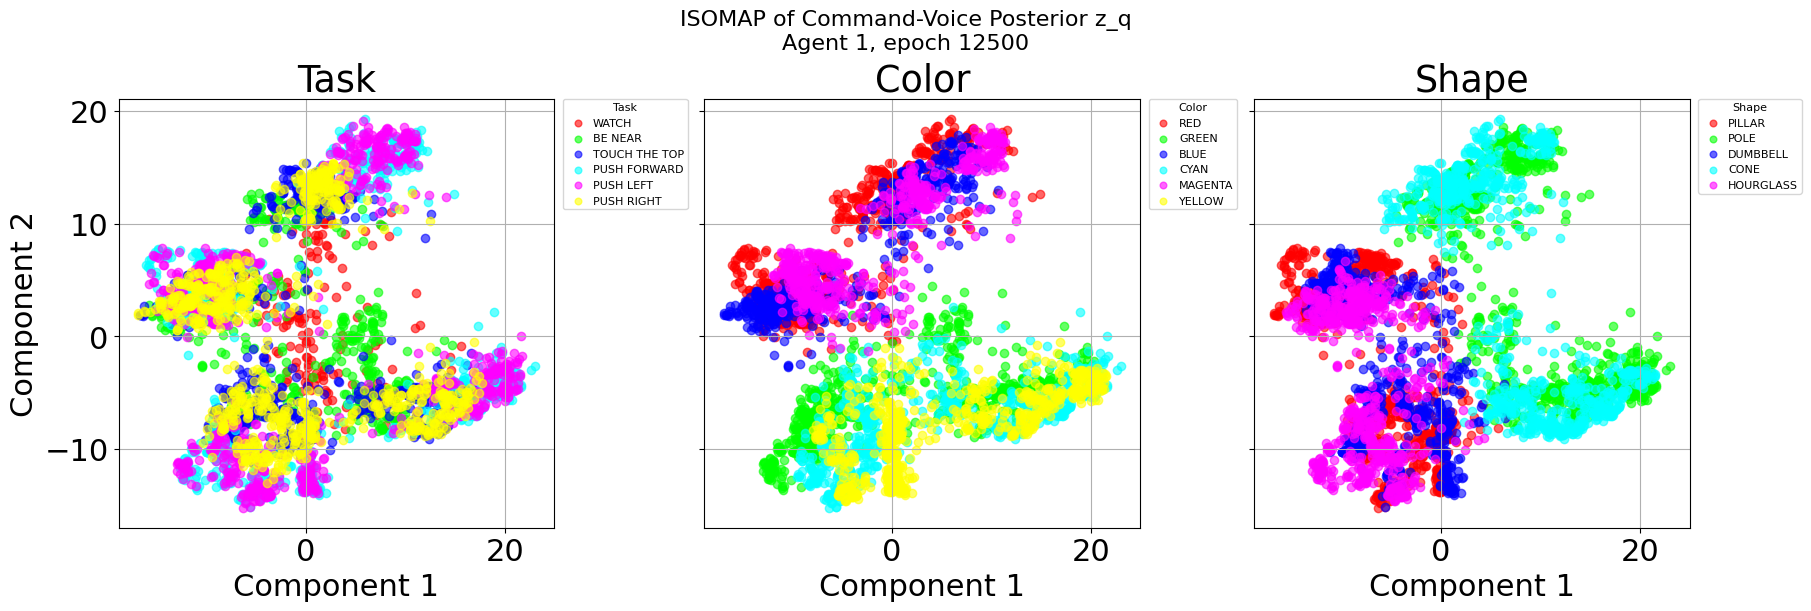 ISOMAP of Command-Voice Posterior z_q
Agent 1, epoch 12500
Task
Color
Shape
Task
WATCH
BE NEAR
TOUCH THE TOP
PUSH FORWARD
PUSH LEFT
PUSH RIGHT
Color
RED
GREEN
BLUE
CYAN
MAGENTA
YELLOW
Shape
PILLAR
POLE
DUMBBELL
CONE
HOURGLASS
Component 2
20
10
0
−10
0 20
0 20
0 20
Component 1
Component 1
Component 1